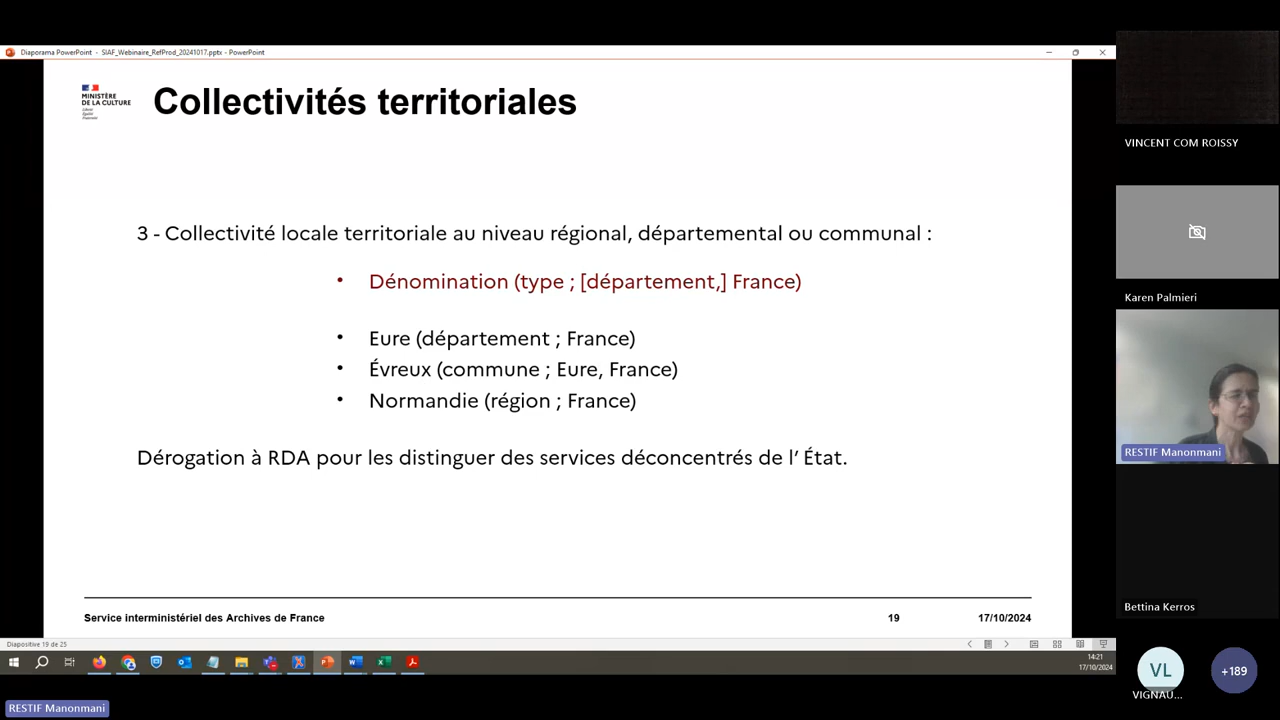 Diaporama PowerPoint - SIAF_Webinaire_RefProd_20241017.pptx - PowerPoint
MINISTÈRE
DE LA CULTURE
Liberté
Égalité
Fraternité
Collectivités territoriales
3 - Collectivité locale territoriale au niveau régional, départemental ou communal :
• Dénomination (type ; [département,] France)
• Eure (département ; France)
• Évreux (commune ; Eure, France)
• Normandie (région ; France)
Dérogation à RDA pour les distinguer des services déconcentrés de l’ État.
Service interministériel des Archives de France
19
17/10/2024
Diapositive 19 de 25
14:21
17/10/2024
VINCENT COM ROISSY
Karen Palmieri
RESTIF Manonmani
Bettina Kerros
VL
VIGNAU...
+189
RESTIF Manonmani